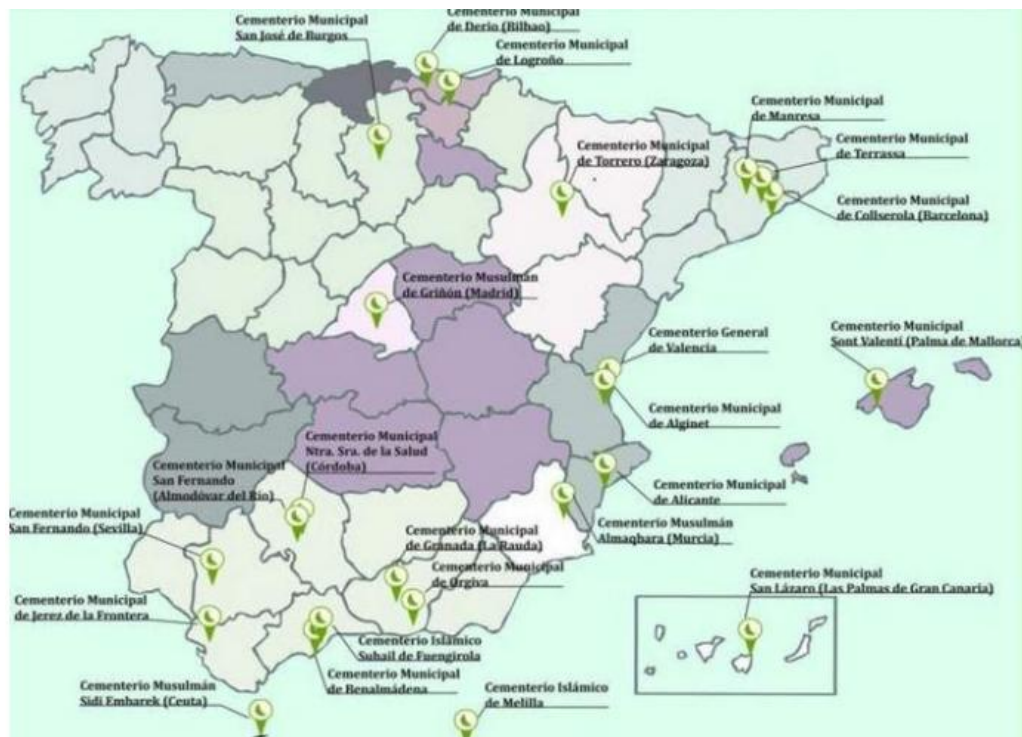 Cementerio Municipal
de Derio (Bilbao)
Cementerio Municipal
San José de Burgos
Cementerio Municipal
de Logroño
Cementerio Municipal
de Manresa
Cementerio Municipal
de Terrassa
Cementerio Municipal
de Torrero (Zaragoza)
Cementerio Municipal
de Collserola (Barcelona)
Cementerio Musulmán
de Griñón (Madrid)
Cementerio General
de Valencia
Cementerio Municipal
Sont Valentí (Palma de Mallorca)
Cementerio Municipal
de Alginet
Cementerio Municipal
Ntra. Sra. de la Salud
(Córdoba)
Cementerio Municipal
San Fernando
(Almodóvar del Río)
Cementerio Municipal
de Alicante
Cementerio Municipal
San Fernando (Sevilla)
Cementerio Musulmán
Almaqbara (Murcia)
Cementerio Municipal
de Granada (La Rauda)
Cementerio Municipal
de Órgiva
Cementerio Municipal
San Lázaro (Las Palmas de Gran Canaria)
Cementerio Municipal
de Jerez de la Frontera
Cementerio Islámico
Suhail de Fuengirola
Cementerio Municipal
de Benalmádena
Cementerio Musulmán
Sidi Embarek (Ceuta)
Cementerio Islámico
de Melilla